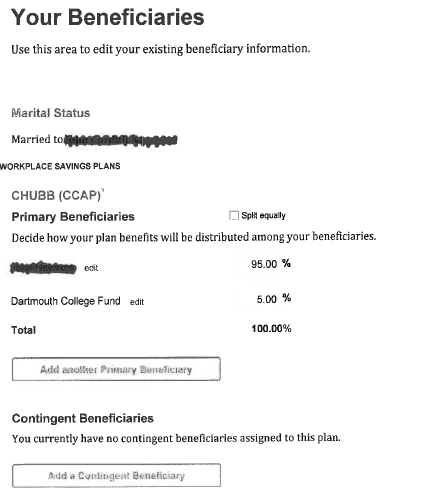 Your Beneficiaries
Use this area to edit your existing beneficiary information.
Marital Status
Married to
WORKPLACE SAVINGS PLANS
CHUBB (CCAP)
Primary Beneficiaries Split equally
Decide how your plan benefits will be distributed among your beneficiaries.
edit 95.00 %
Dartmouth College Fund edit 5.00 %
Total 100.00%
Add another Primary Beneficiary
Contingent Beneficiaries
You currently have no contingent beneficiaries assigned to this plan.
Add a Contingent Beneficiary